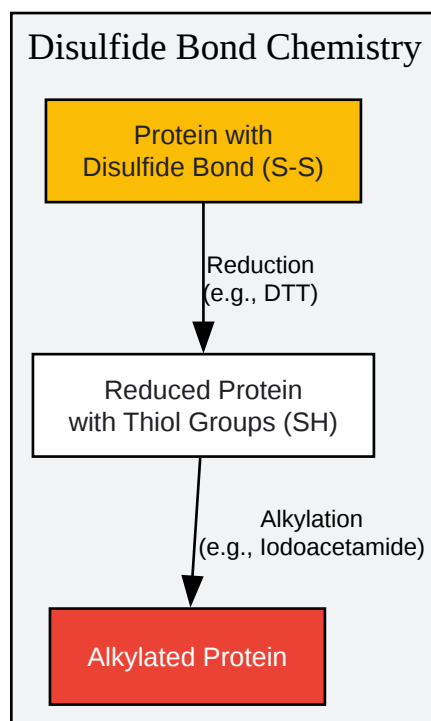 Disulfide Bond Chemistry
Protein with
Disulfide Bond (S-S)
Reduction
(e.g., DTT)
Reduced Protein
with Thiol Groups (SH)
Alkylation
(e.g., Iodoacetamide)
Alkylated Protein